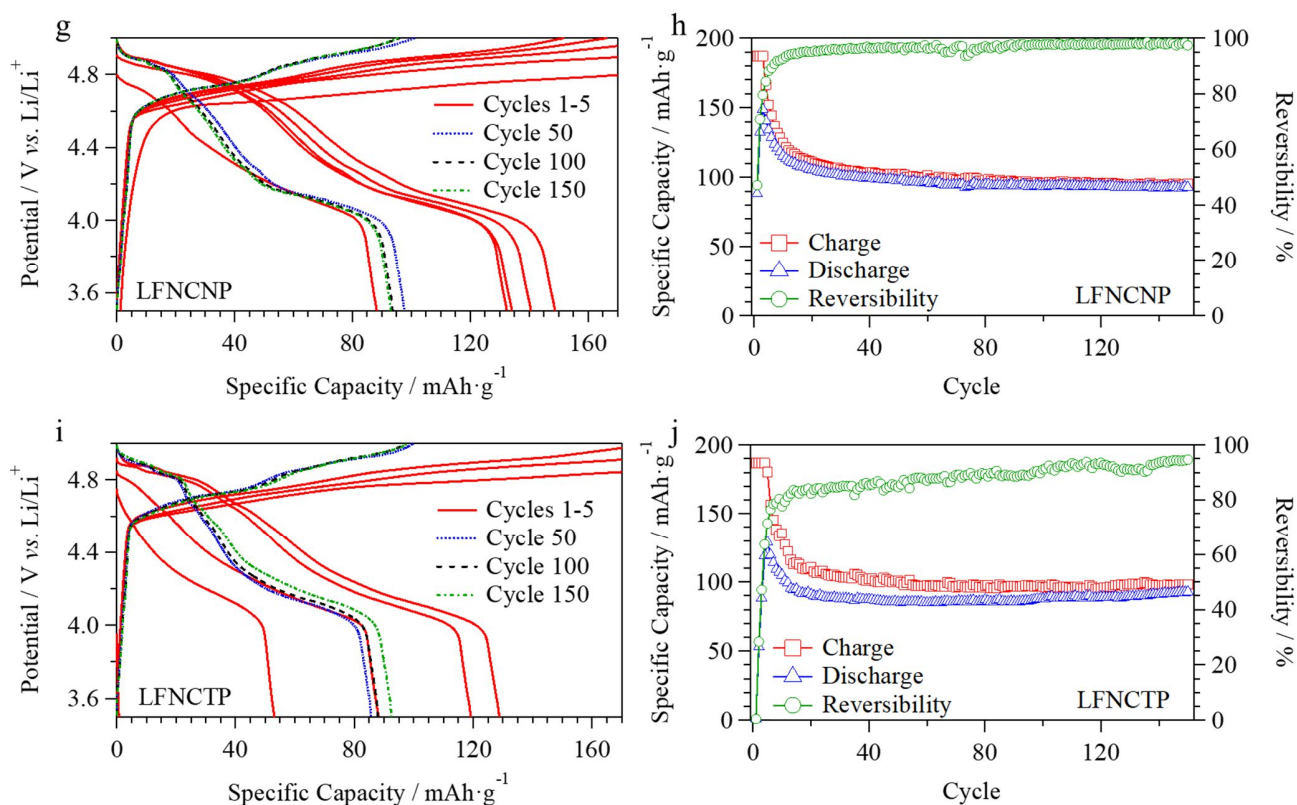 g
Potential / V vs. Li/Li+
4.8
4.4
4.0
3.6
Cycles 1-5
Cycle 50
Cycle 100
Cycle 150
LFNCNP
0 40 80 120 160
Specific Capacity / mAh·g-1
h
Specific Capacity / mAh·g-1
200
150
100
50
0
Charge
Discharge
Reversibility
LFNCNP
100
80
60
40
20
0
Reversibility / %
0 40 80 120
Cycle
i
Potential / V vs. Li/Li+
4.8
4.4
4.0
3.6
Cycles 1-5
Cycle 50
Cycle 100
Cycle 150
LFNCTP
0 40 80 120 160
Specific Capacity / mAh·g-1
j
Specific Capacity / mAh·g-1
200
150
100
50
0
Charge
Discharge
Reversibility
LFNCTP
100
80
60
40
20
0
Reversibility / %
0 40 80 120
Cycle